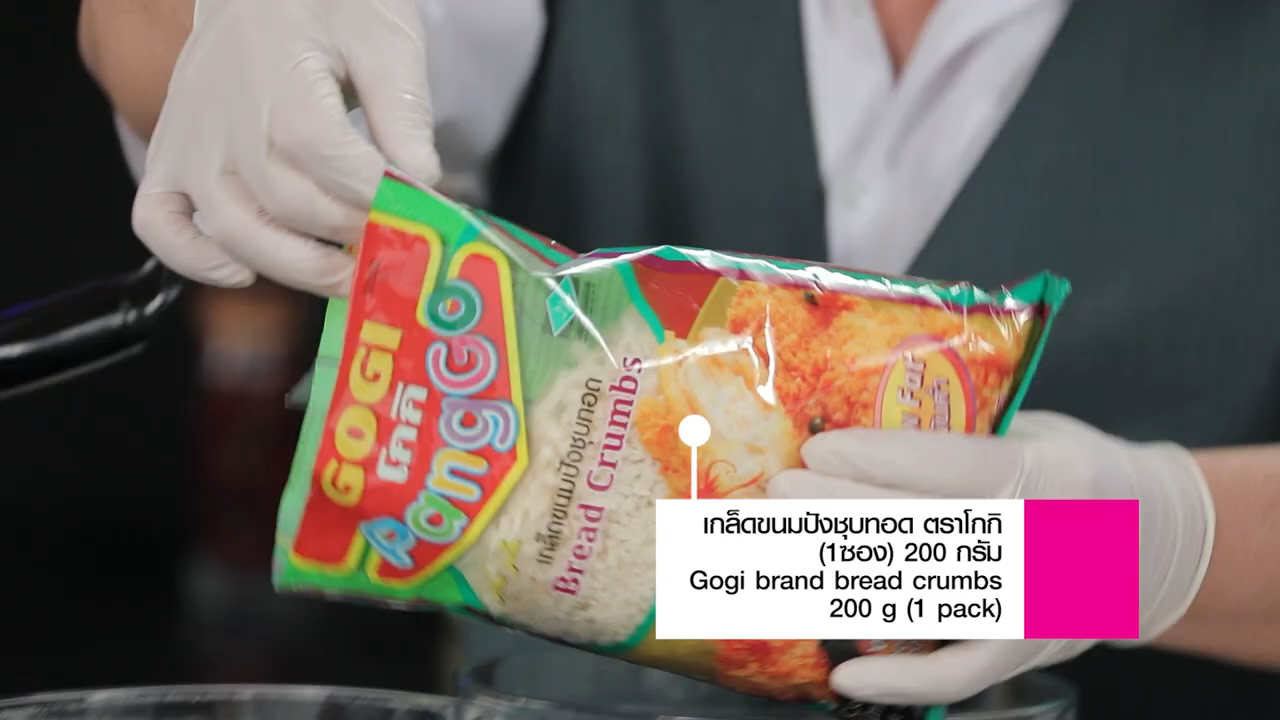 GOGI
โกกิ
Pangco
เกล็ดขนมปังชุบทอด
Bread Crumbs
เกล็ดขนมปังชุบทอด ตราโกกิ
(1ซอง) 200 กรัม
Gogi brand bread crumbs
200 g (1 pack)